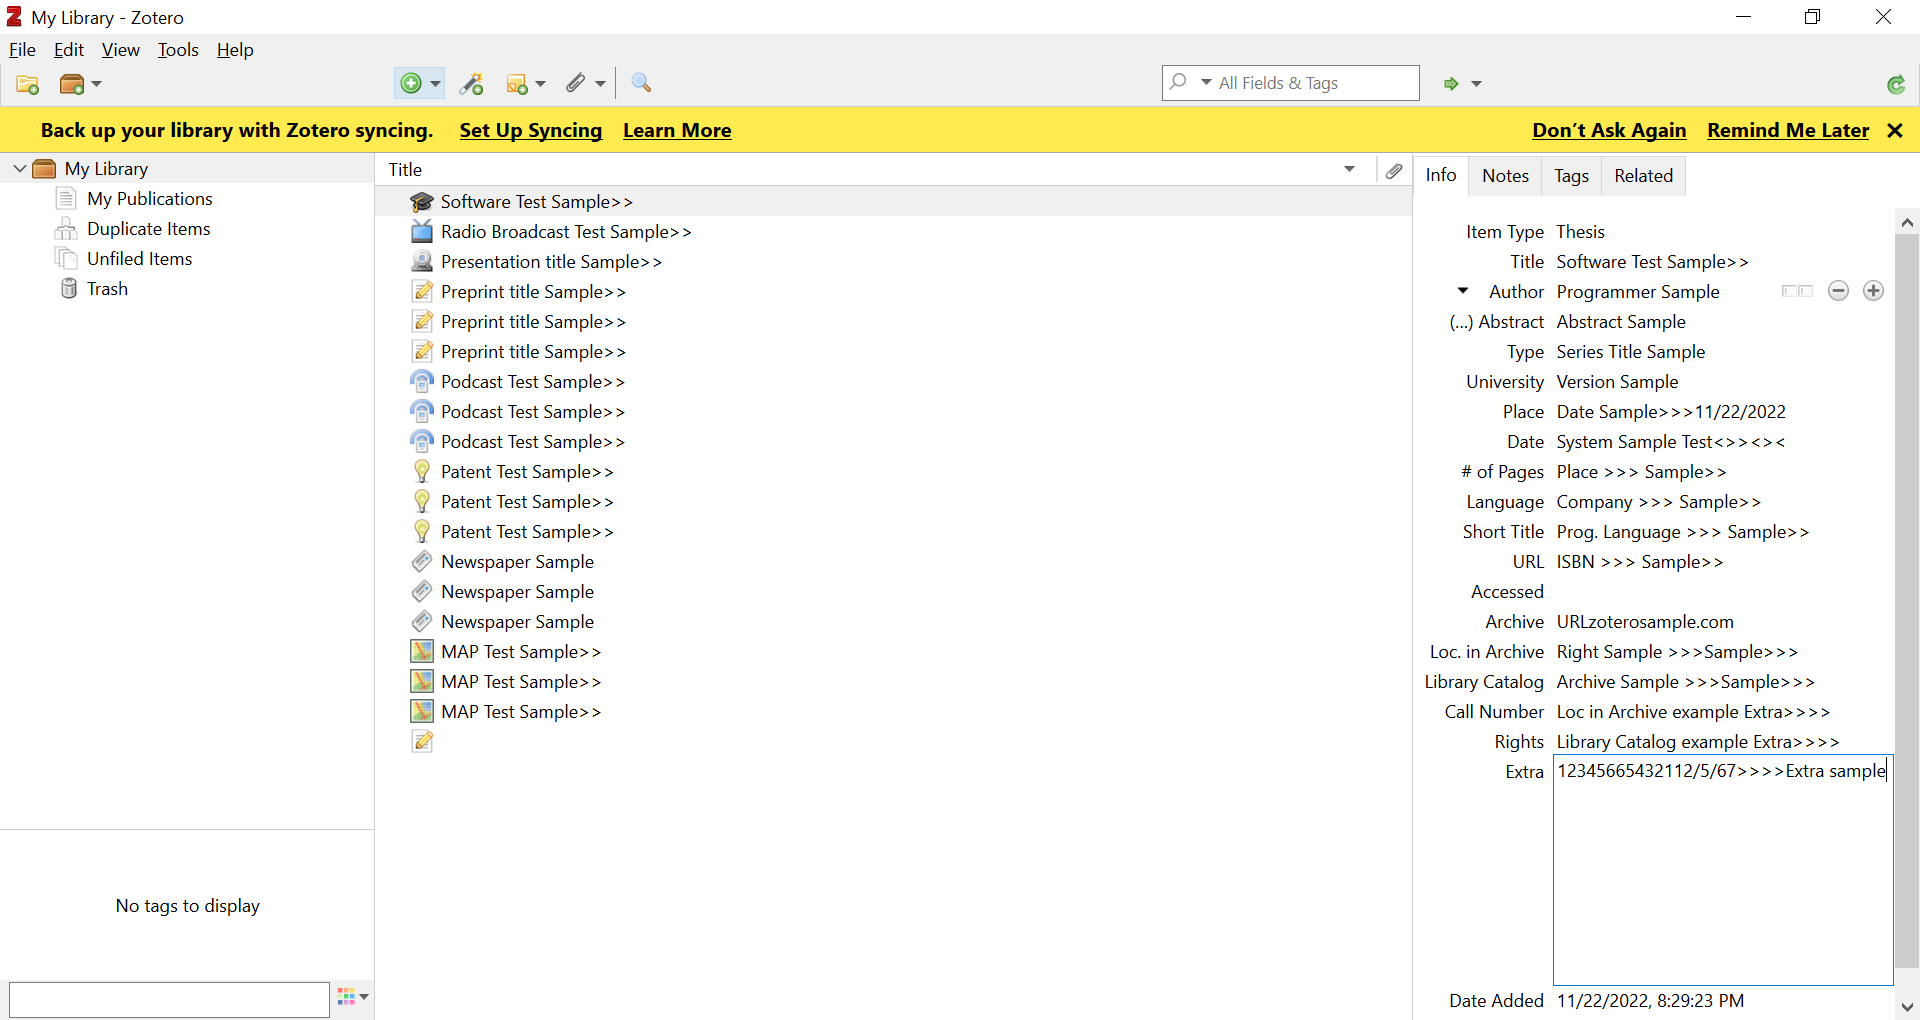 My Library - Zotero
File Edit View Tools Help
All Fields & Tags
Back up your library with Zotero syncing. Set Up Syncing Learn More Don't Ask Again Remind Me Later
My Library
My Publications
Duplicate Items
Unfiled Items
Trash
No tags to display
Title
Software Test Sample>>
Radio Broadcast Test Sample>>
Presentation title Sample>>
Preprint title Sample>>
Preprint title Sample>>
Preprint title Sample>>
Podcast Test Sample>>
Podcast Test Sample>>
Podcast Test Sample>>
Patent Test Sample>>
Patent Test Sample>>
Patent Test Sample>>
Newspaper Sample
Newspaper Sample
Newspaper Sample
MAP Test Sample>>
MAP Test Sample>>
MAP Test Sample>>
Info Notes Tags Related
Item Type Thesis
Title Software Test Sample>>
Author Programmer Sample
(...) Abstract Abstract Sample
Type Series Title Sample
University Version Sample
Place Date Sample>>>11/22/2022
Date System Sample Test<>><><
# of Pages Place >>> Sample>>
Language Company >>> Sample>>
Short Title Prog. Language >>> Sample>>
URL ISBN >>> Sample>>
Accessed
Archive URLzoterosample.com
Loc. in Archive Right Sample >>>Sample>>>
Library Catalog Archive Sample >>>Sample>>>
Call Number Loc in Archive example Extra>>>>
Rights Library Catalog example Extra>>>>
Extra 12345665432112/5/67>>>>Extra sample
Date Added 11/22/2022, 8:29:23 PM